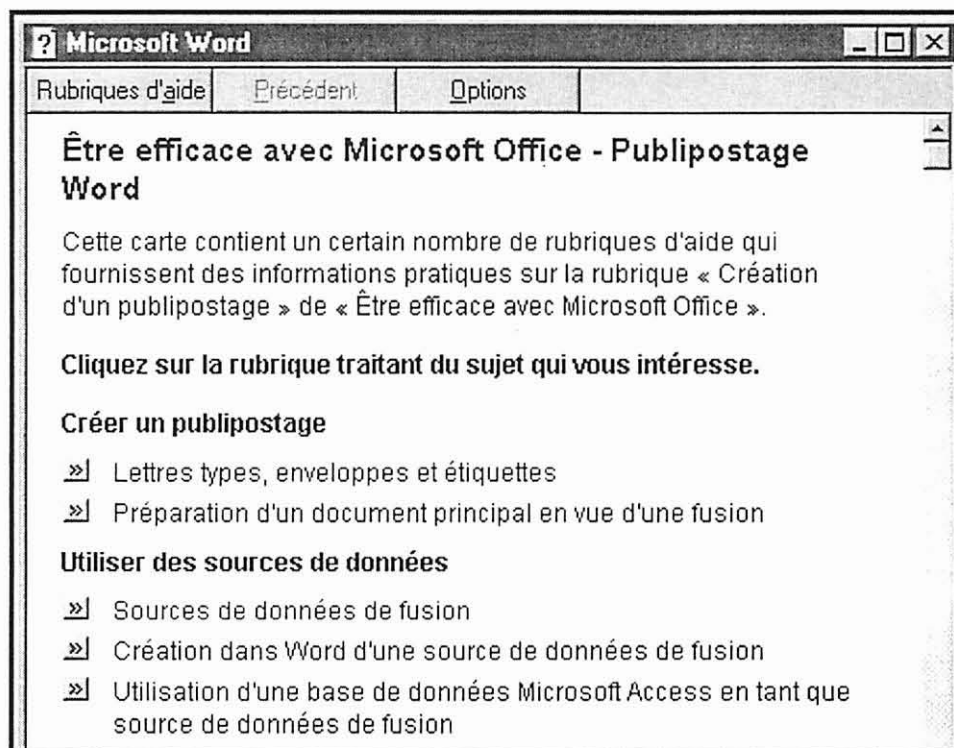 ? Microsoft Word
Rubriques d'aide Précédent Options
Être efficace avec Microsoft Office - Publipostage
Word
Cette carte contient un certain nombre de rubriques d'aide qui
fournissent des informations pratiques sur la rubrique « Création
d'un publipostage » de « Être efficace avec Microsoft Office ».
Cliquez sur la rubrique traitant du sujet qui vous intéresse.
Créer un publipostage
» Lettres types, enveloppes et étiquettes
» Préparation d'un document principal en vue d'une fusion
Utiliser des sources de données
» Sources de données de fusion
» Création dans Word d'une source de données de fusion
» Utilisation d'une base de données Microsoft Access en tant que
source de données de fusion